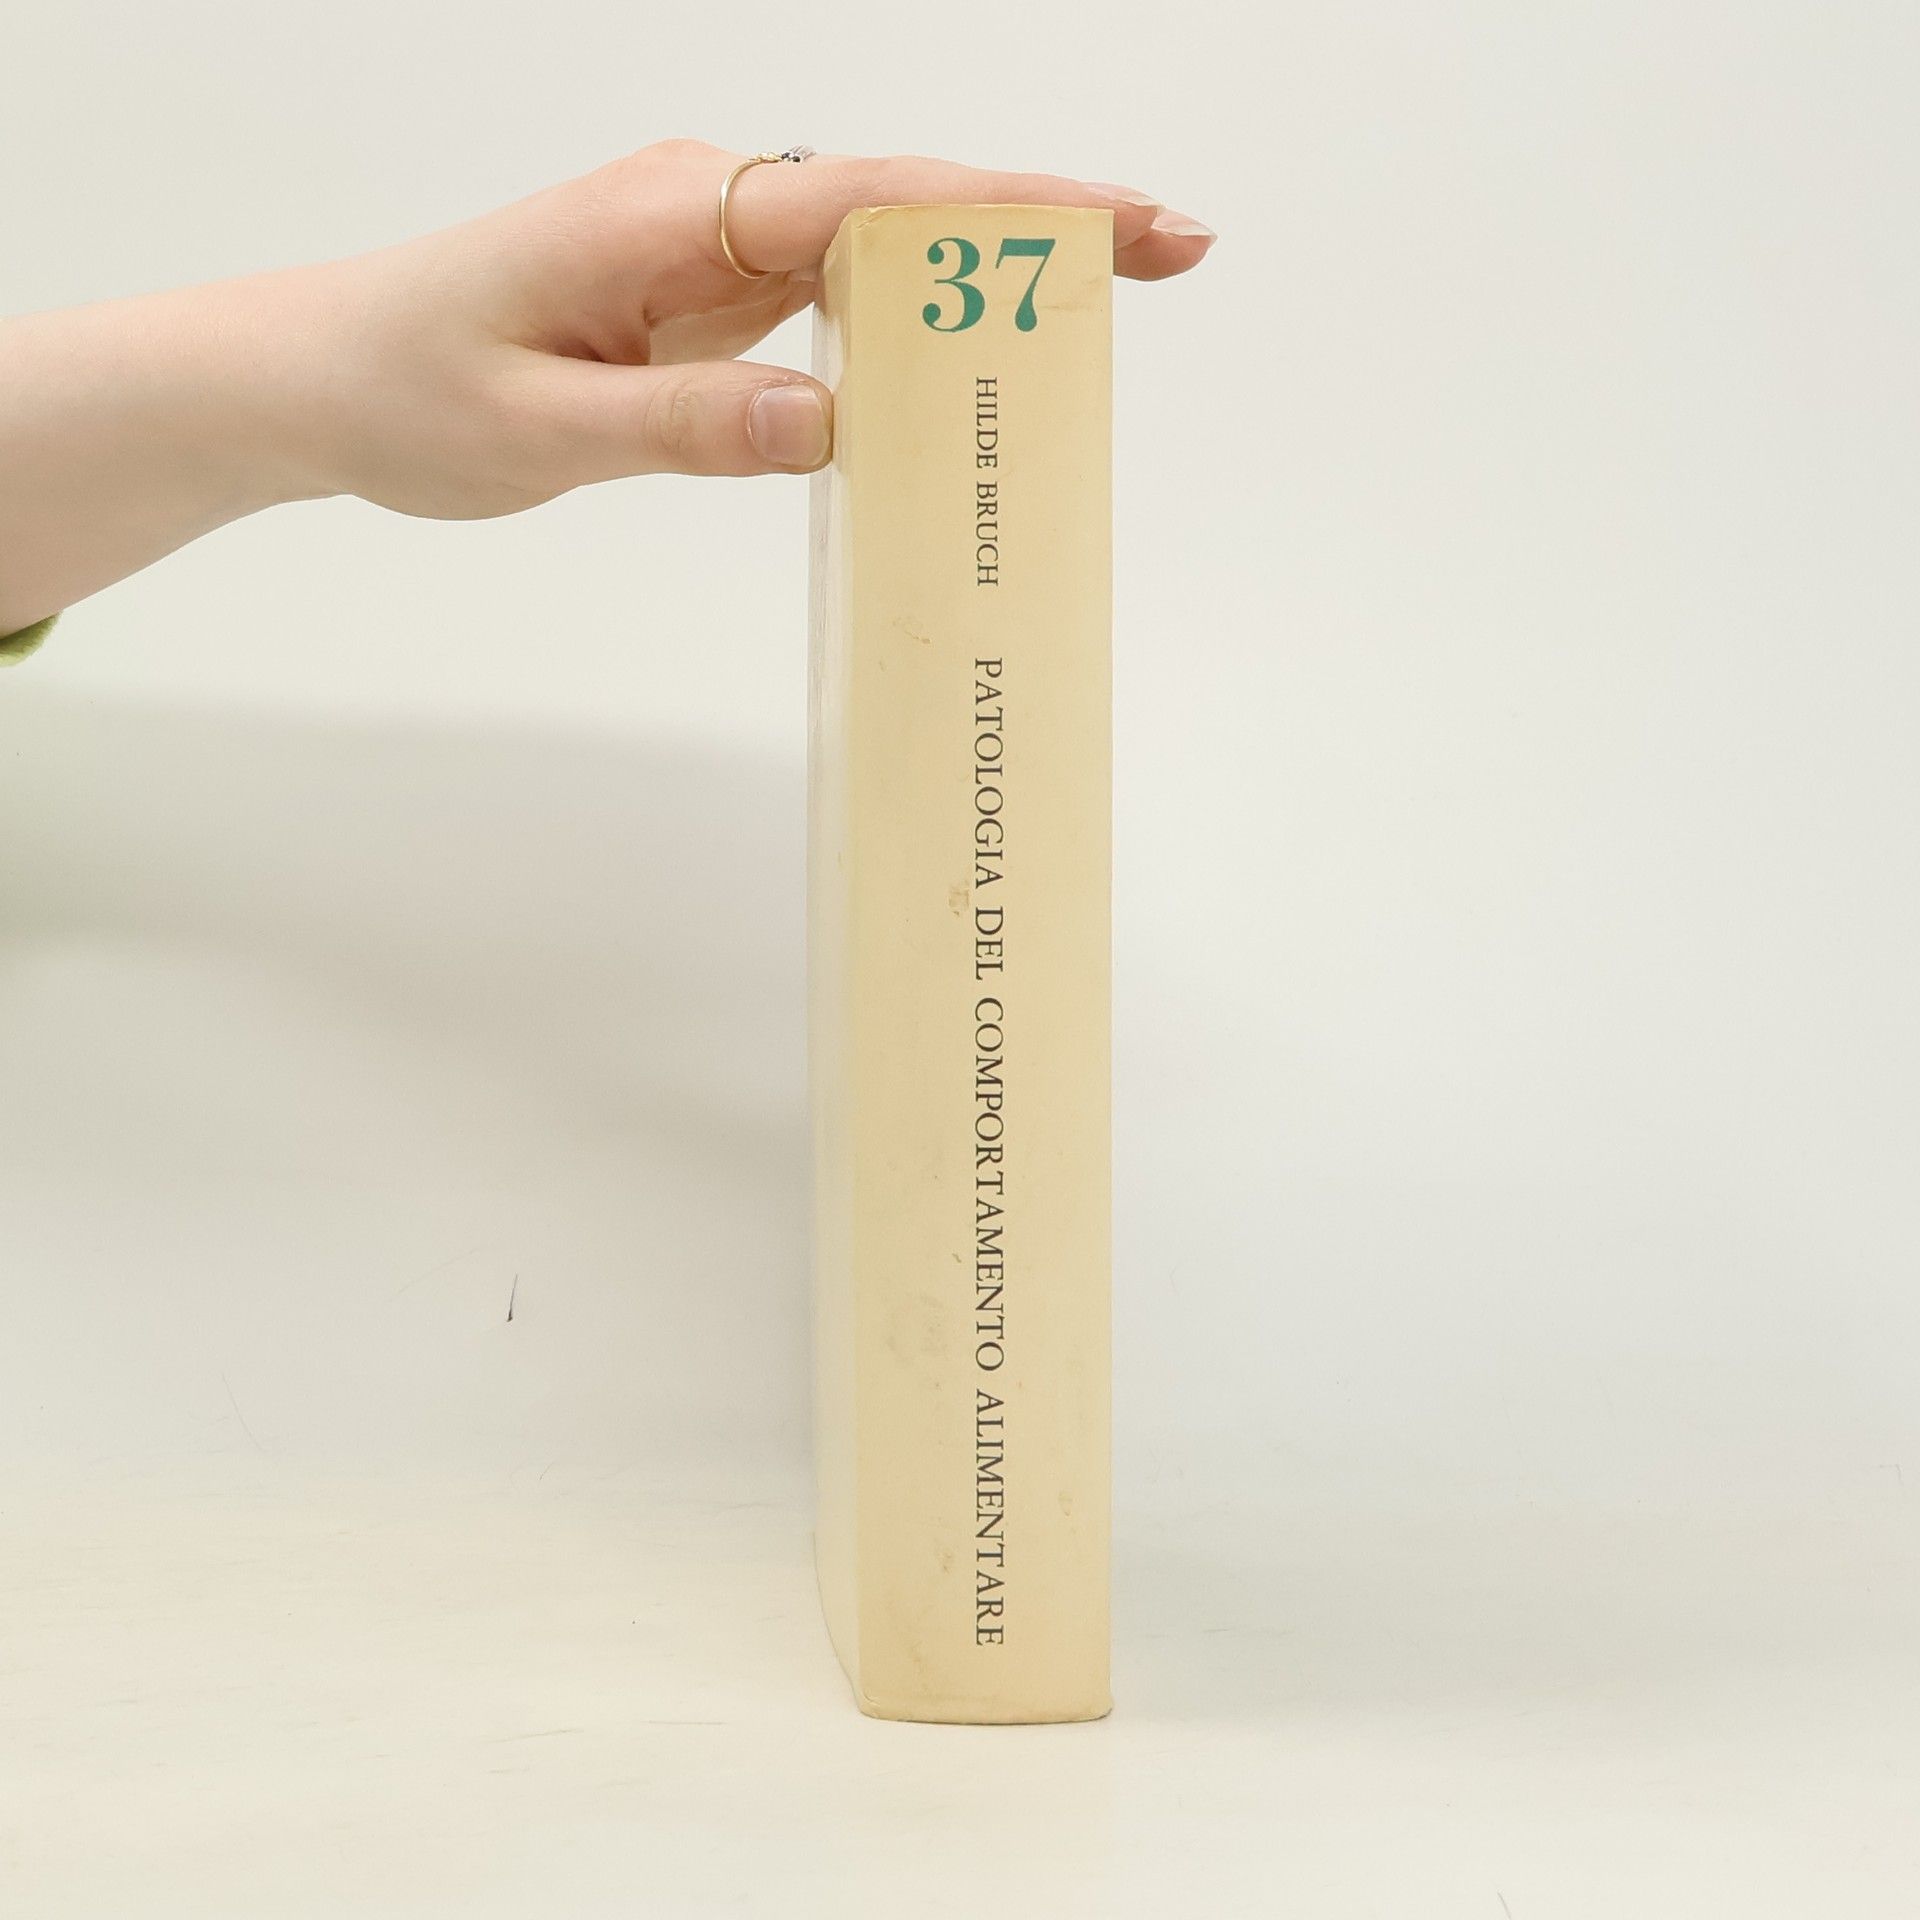 37
HILDE BRUCH PATOLOGIA DEL COMPORTAMENTO ALIMENTARE